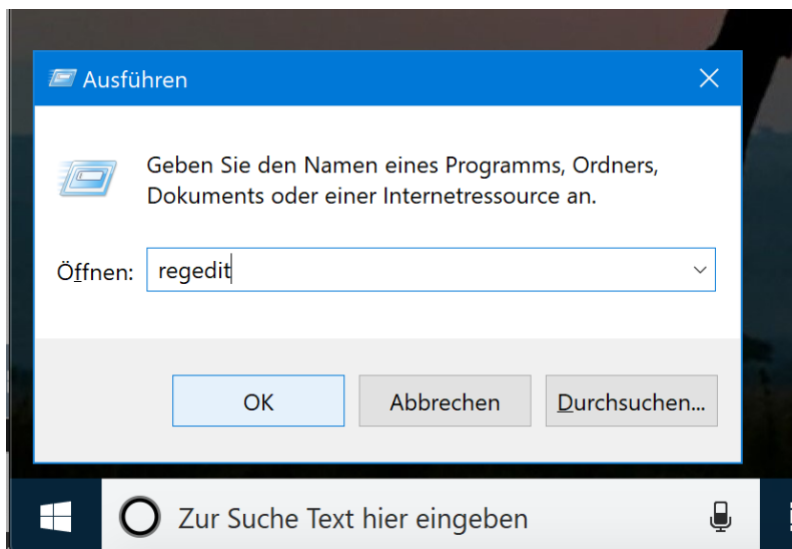 Ausführen
Geben Sie den Namen eines Programms, Ordners,
Dokuments oder einer Internetressource an.
Öffnen: regedit
OK Abbrechen Durchsuchen...
Zur Suche Text hier eingeben